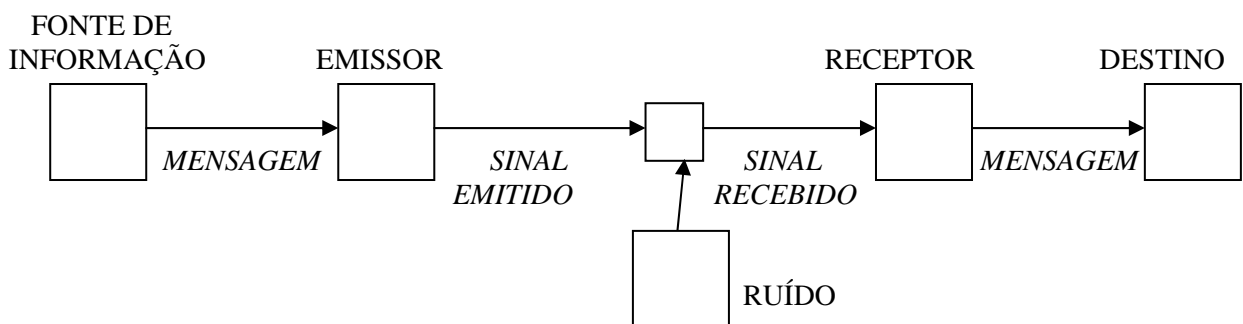 FONTE DE
INFORMAÇÃO
EMISSOR
RECEPTOR
DESTINO
MENSAGEM
SINAL
EMITIDO
SINAL
RECEBIDO
MENSAGEM
RUÍDO